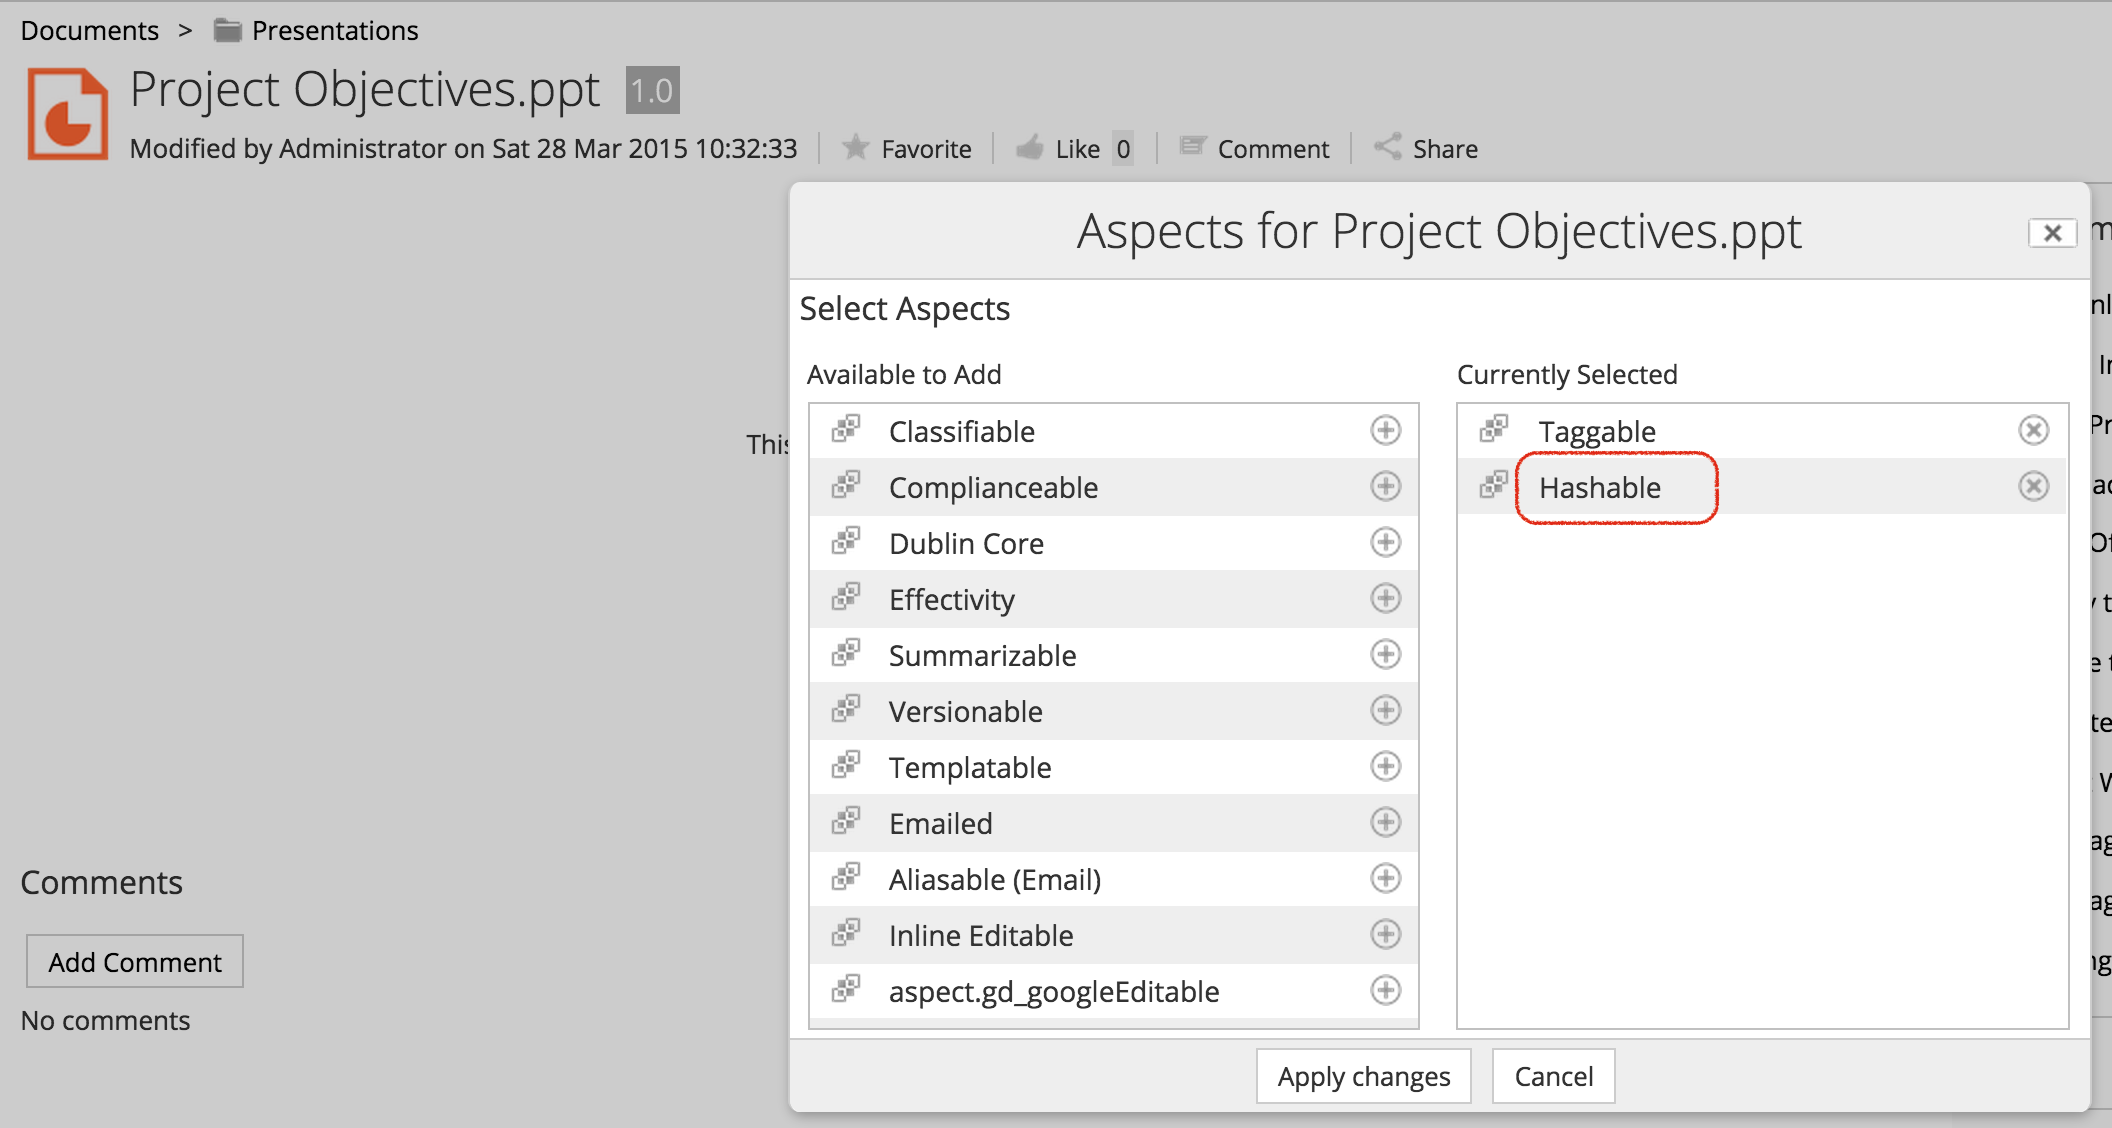 Documents > Presentations
Project Objectives.ppt 1.0
Modified by Administrator on Sat 28 Mar 2015 10:32:33 Favorite Like 0 Comment Share
Aspects for Project Objectives.ppt
Select Aspects
Available to Add
Classifiable
Complianceable
Dublin Core
Effectivity
Summarizable
Versionable
Templatable
Emailed
Aliasable (Email)
Inline Editable
aspect.gd_googleEditable
Currently Selected
Taggable
Hashable
Apply changes Cancel
This
Comments
Add Comment
No comments